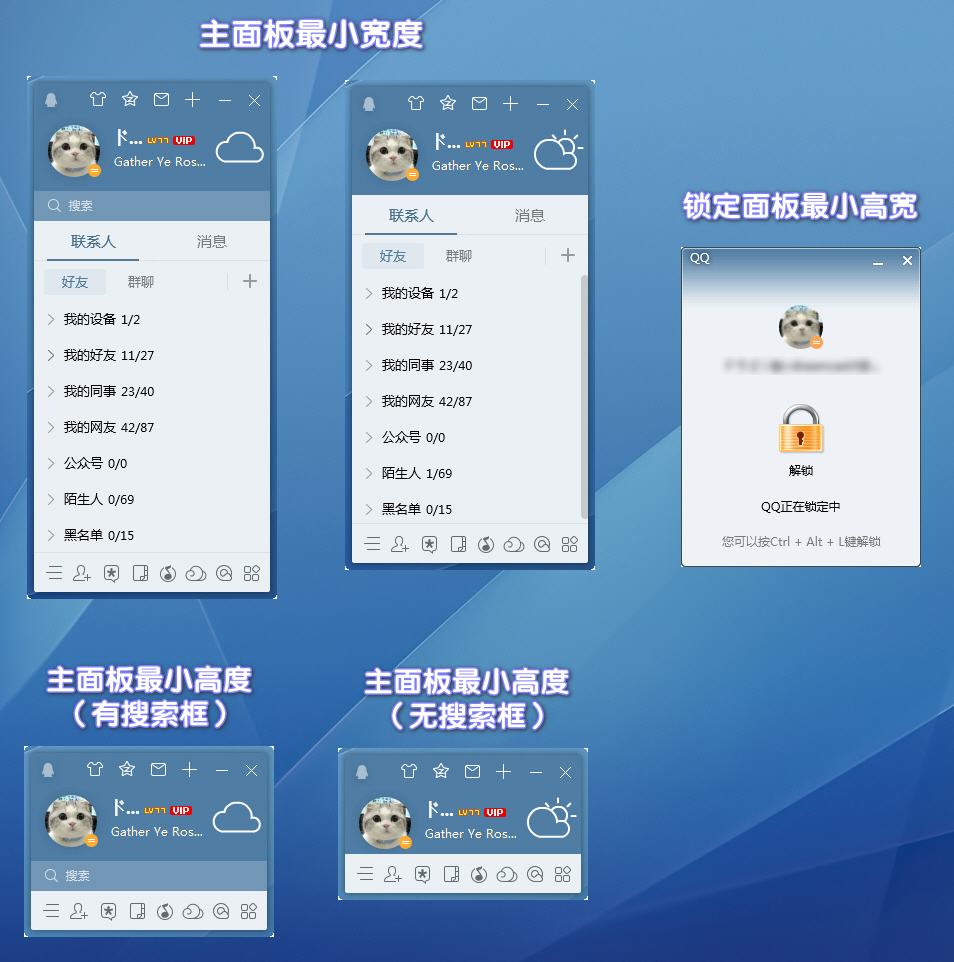 主面板最小宽度
ド... LV77 VIP
Gather Ye Ros...
搜索
联系人 消息
好友 群聊
我的设备 1/2
我的好友 11/27
我的同事 23/40
我的网友 42/87
公众号 0/0
陌生人 0/69
黑名单 0/15
ド... LV77 VIP
Gather Ye Ros...
联系人 消息
好友 群聊
我的设备 1/2
我的好友 11/27
我的同事 23/40
我的网友 42/87
公众号 0/0
陌生人 1/69
黑名单 0/15
锁定面板最小高宽
QQ
解锁
QQ正在锁定中
您可以按Ctrl + Alt + L键解锁
主面板最小高度
（有搜索框）
ド... LV77 VIP
Gather Ye Ros...
搜索
主面板最小高度
（无搜索框）
ド... LV77 VIP
Gather Ye Ros...